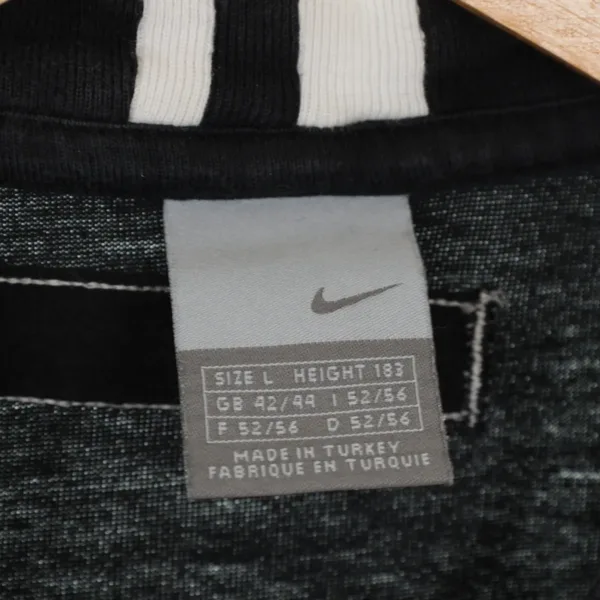 SIZE L HEIGHT 183
GB 42/44 I 52/56
F 52/56 D 52/56
MADE IN TURKEY
FABRIQUE EN TURQUIE